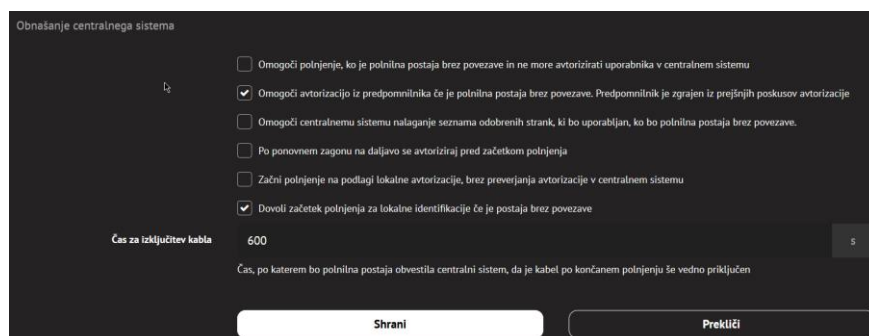 Obnašanje centralnega sistema
Omogoči polnjenje, ko je polnilna postaja brez povezave in ne more avtorizirati uporabnika v centralnem sistemu
Omogoči avtorizacijo iz predpomnilnika če je polnilna postaja brez povezave. Predpomnilnik je zgrajen iz prejšnjih poskusov avtorizacije
Omogoči centralnemu sistemu nalaganje seznama odobrenih strank, ki bo uporabljan, ko bo polnilna postaja brez povezave.
Po ponovnem zagonu na daljavo se avtoriziraj pred začetkom polnjenja
Začni polnjenje na podlagi lokalne avtorizacije, brez preverjanja avtorizacije v centralnem sistemu
Dovoli začetek polnjenja za lokalne identifikacije če je postaja brez povezave
Čas za izključitev kabla 600 s
Čas, po katerem bo polnilna postaja obvestila centralni sistem, da je kabel po končanem polnjenju še vedno priključen
Shrani Prekliči